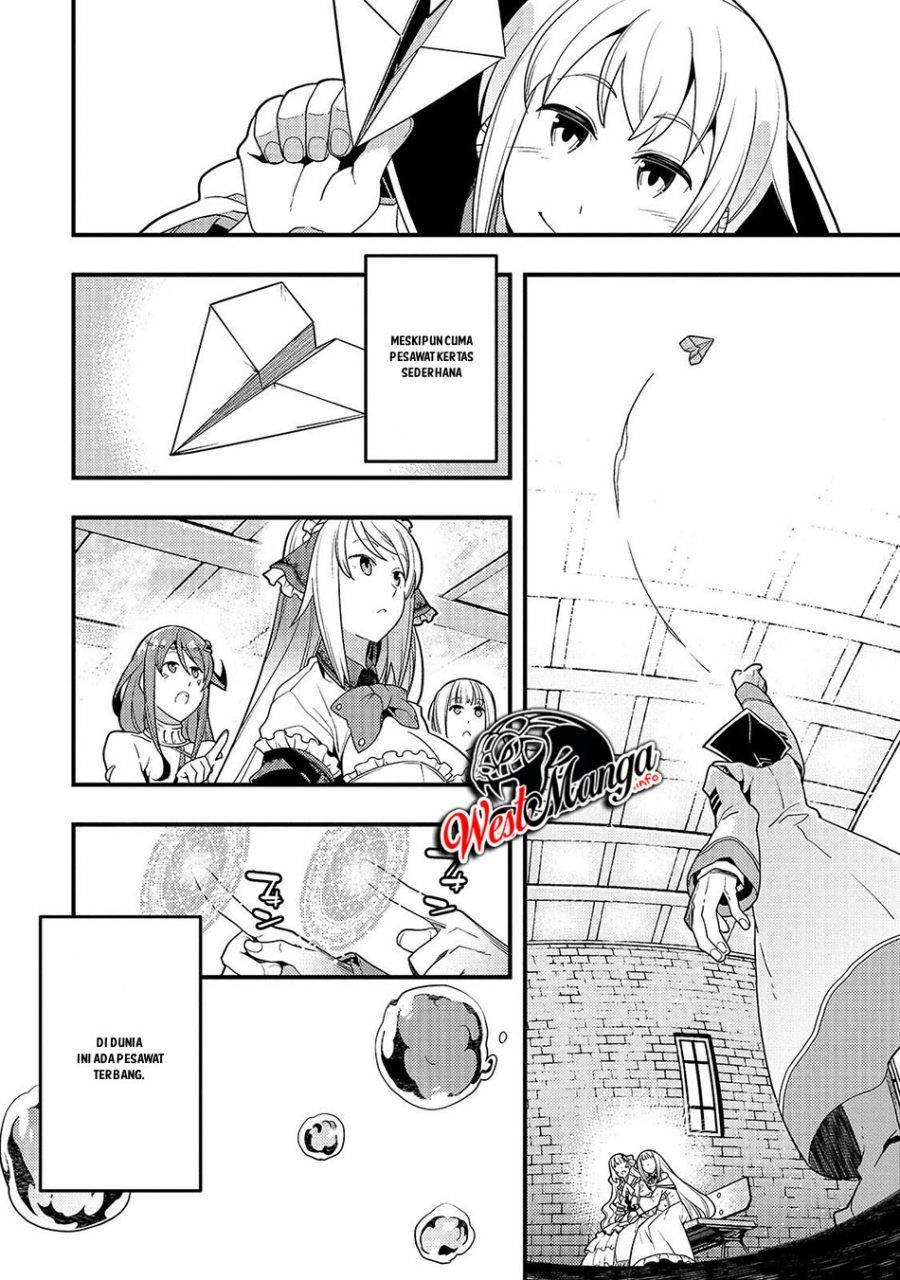 MESKIPUN CUMA
PESAWAT KERTAS
SEDERHANA
WestManga
.info
フォン
フォン
DI DUNIA
INI ADA PESAWAT
TERBANG.